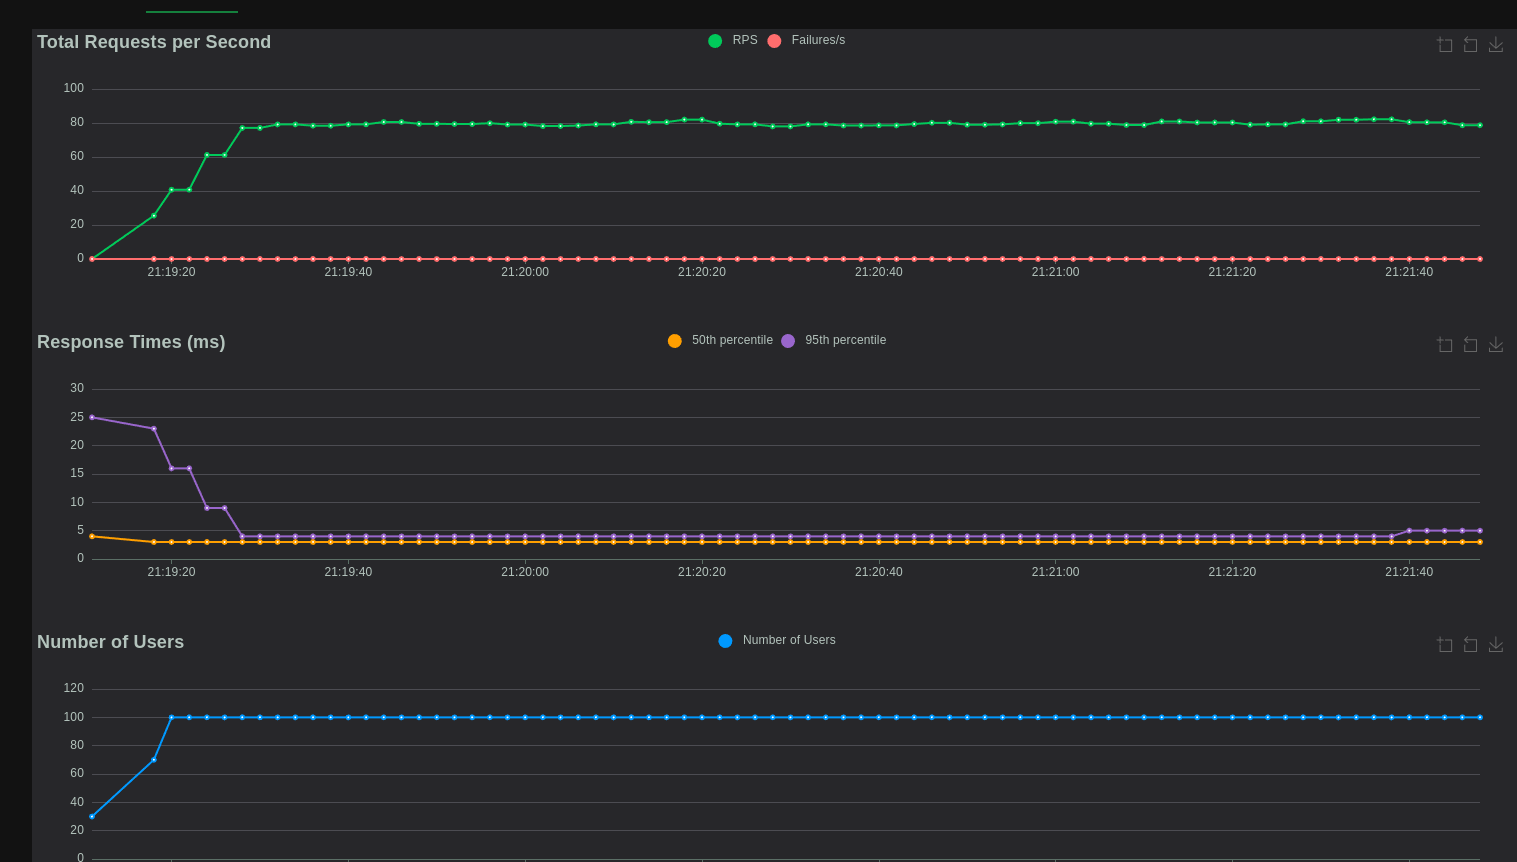 Total Requests per Second
RPS Failures/s
100
80
60
40
20
0
21:19:20 21:19:40 21:20:00 21:20:20 21:20:40 21:21:00 21:21:20 21:21:40
Response Times (ms)
50th percentile 95th percentile
30
25
20
15
10
5
0
21:19:20 21:19:40 21:20:00 21:20:20 21:20:40 21:21:00 21:21:20 21:21:40
Number of Users
Number of Users
120
100
80
60
40
20
0